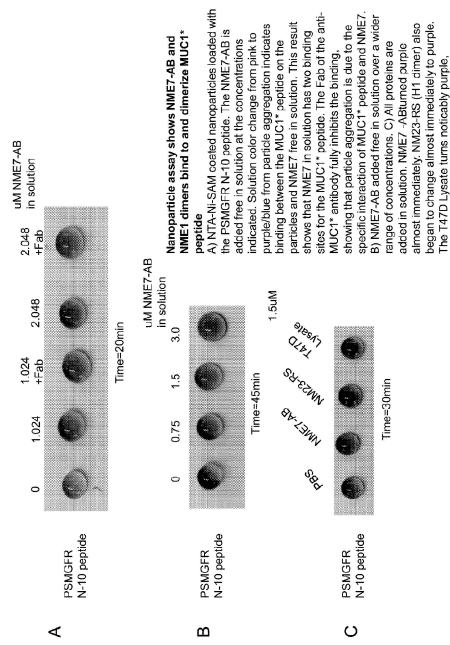 A
uM NME7-AB
in solution
0
1.024
1.024
+Fab
2.048
2.048
+Fab
PSMGFR
N-10 peptide
Time=20min
B
uM NME7-AB
in solution
0
0.75
1.5
3.0
PSMGFR
N-10 peptide
Time=45min
C
1.5uM
PBS
NME7-AB
NM23-RS
T47D
Lysate
PSMGFR
N-10 peptide
Time=30min
Nanoparticle assay shows NME7-AB and
NME1 dimers bind to and dimerize MUC1*
peptide
A) NTA-Ni-SAM coated nanoparticles loaded with
the PSMGFR N-10 peptide. The NME7-AB is
added free in solution at the concentrations
indicated. Solution color change from pink to
purple/blue from particle aggregation indicates
binding between the MUC1* peptide on the
particles and NME7 free in solution. This result
shows that NME7 in solution has two binding
sites for the MUC1* peptide. The Fab of the anti-
MUC1* antibody fully inhibits the binding,
showing that particle aggregation is due to the
specific interaction of MUC1* peptide and NME7.
B) NME7-AB added free in solution over a wider
range of concentrations. C) All proteins are
added in solution. NME7 -ABturned purple
almost immediately. NM23-RS (H1 dimer) also
began to change almost immediately to purple.
The T47D Lysate turns noticably purple,